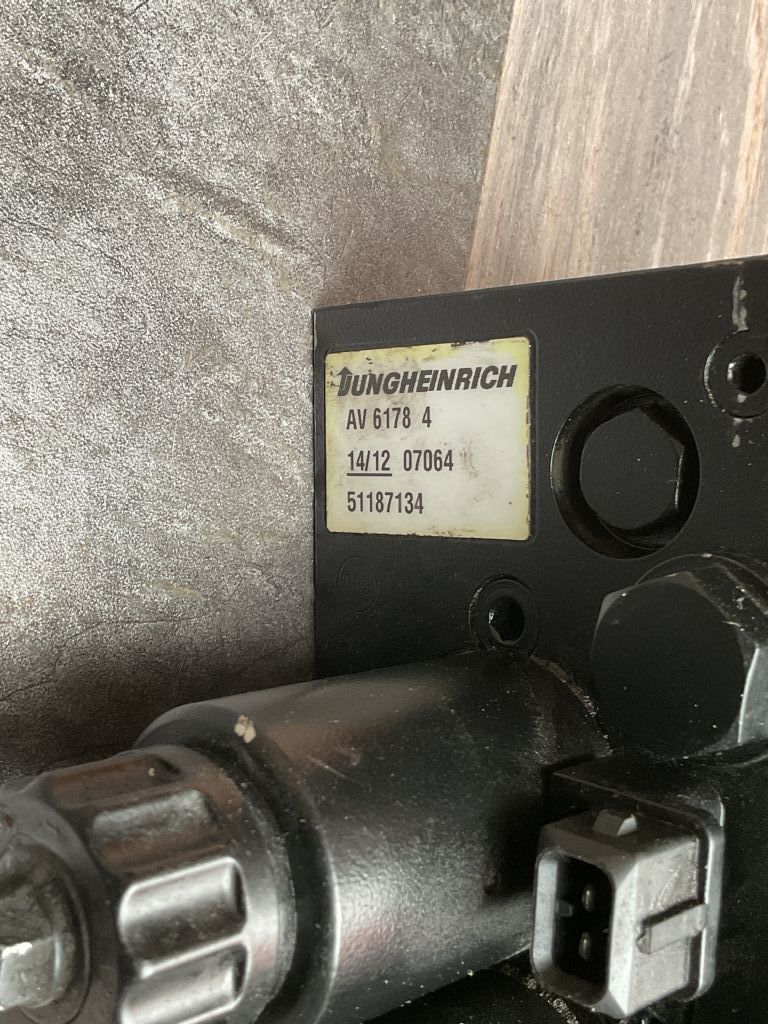 JUNGHEINRICH
AV 6178 4
14/12 07064
51187134